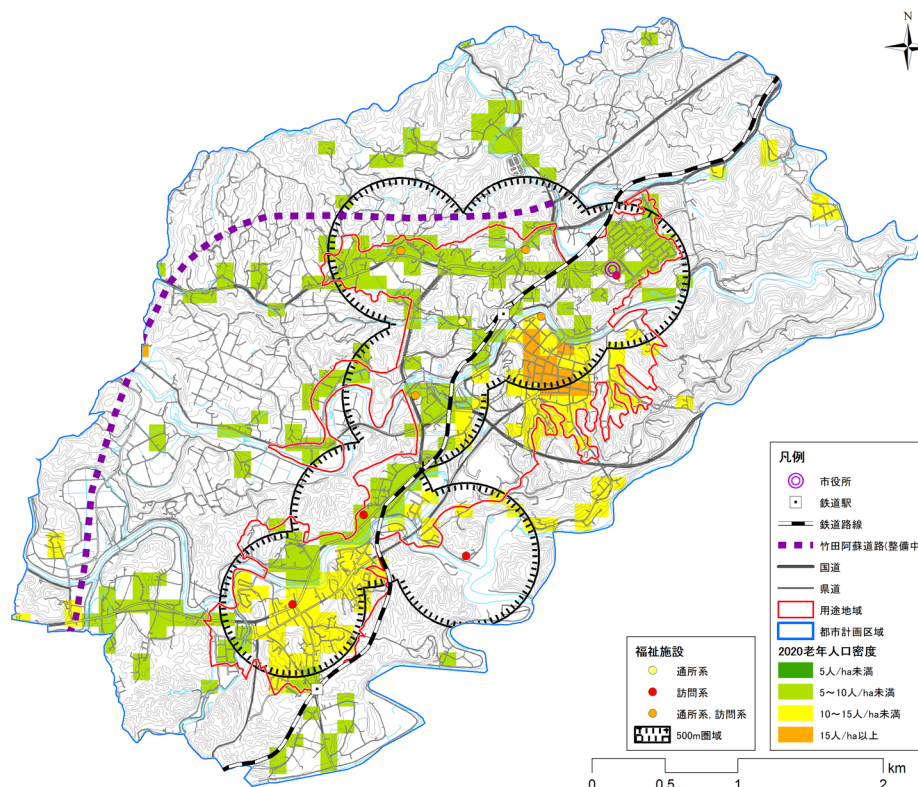 N
凡例
市役所
鉄道駅
鉄道路線
竹田阿蘇道路(整備中
国道
県道
用途地域
都市計画区域
2020老年人口密度
5人/ha未満
5～10人/ha未満
10～15人/ha未満
15人/ha以上
福祉施設
通所系
訪問系
通所系, 訪問系
500m圏域
km
0 0.5 1 2